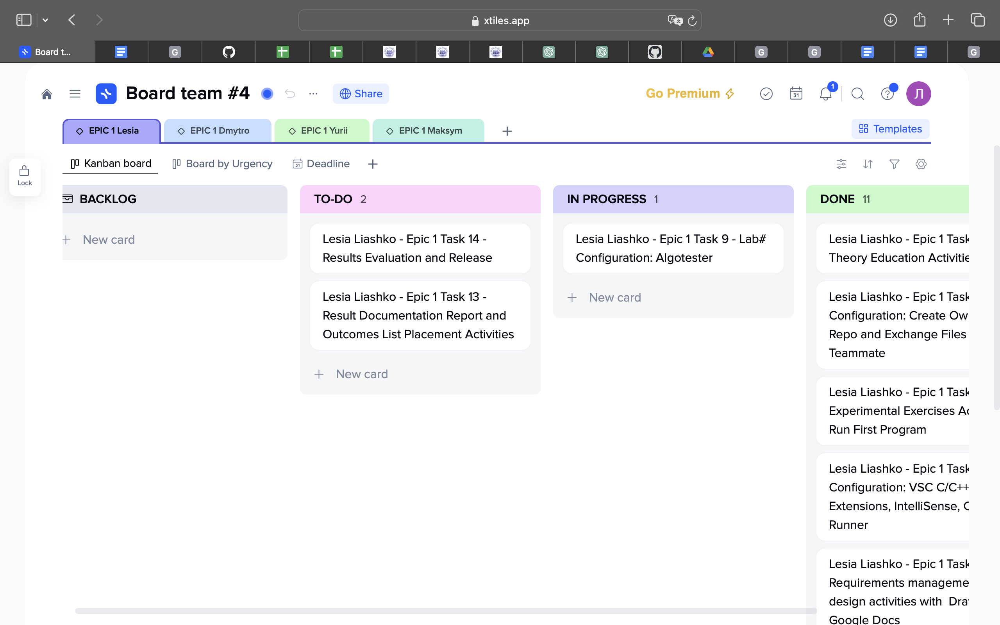 xtiles.app
Board t...
Board team #4
Share
Go Premium
31
1
Л
EPIC 1 Lesia
EPIC 1 Dmytro
EPIC 1 Yurii
EPIC 1 Maksym
Templates
Kanban board
Board by Urgency
31
Deadline
Lock
BACKLOG
New card
TO-DO 2
Lesia Liashko - Epic 1 Task 14 -
Results Evaluation and Release
Lesia Liashko - Epic 1 Task 13 -
Result Documentation Report and
Outcomes List Placement Activities
New card
IN PROGRESS 1
Lesia Liashko - Epic 1 Task 9 - Lab#
Configuration: Algotester
New card
DONE 11
Lesia Liashko - Epic 1 Task
Theory Education Activitie
Lesia Liashko - Epic 1 Task
Configuration: Create Ow
Repo and Exchange Files
Teammate
Lesia Liashko - Epic 1 Task
Experimental Exercises Ac
Run First Program
Lesia Liashko - Epic 1 Task
Configuration: VSC C/C++
Extensions, IntelliSense, C
Runner
Lesia Liashko - Epic 1 Task
Requirements manageme
design activities with Dra
Google Docs